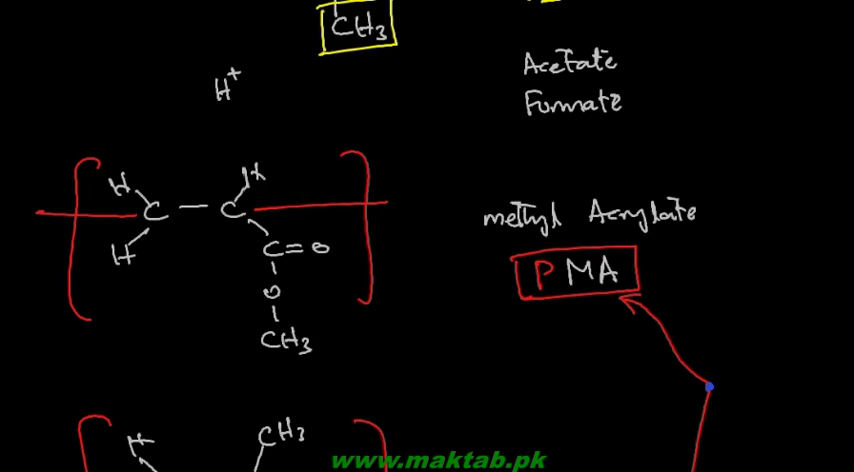 CH3
H+
Acetate
Formate
H H
C — C
H C = O
O
CH3
methyl Acrylate
PMA
H CH3
www.maktab.pk